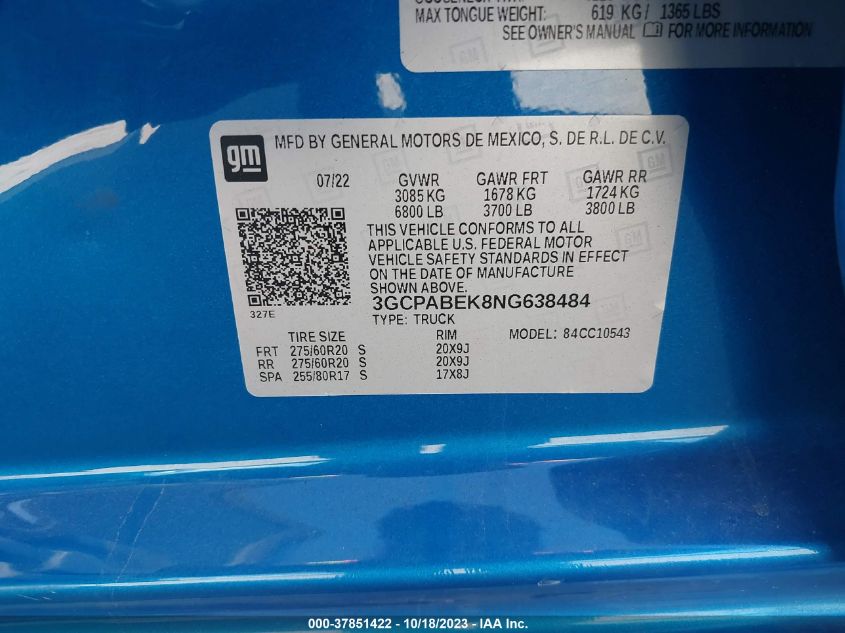 MAX TONGUE WEIGHT: 619 KG / 1365 LBS
SEE OWNER'S MANUAL FOR MORE INFORMATION
gm
MFD BY GENERAL MOTORS DE MEXICO, S. DE R.L. DE C.V.
07/22 GVWR GAWR FRT GAWR RR
3085 KG 1678 KG 1724 KG
6800 LB 3700 LB 3800 LB
THIS VEHICLE CONFORMS TO ALL
APPLICABLE U.S. FEDERAL MOTOR
VEHICLE SAFETY STANDARDS IN EFFECT
ON THE DATE OF MANUFACTURE
SHOWN ABOVE.
3GCPABEK8NG638484
327E
TYPE: TRUCK
TIRE SIZE RIM MODEL: 84CC10543
FRT 275/60R20 S 20X9J
RR 275/60R20 S 20X9J
SPA 255/80R17 S 17X8J
000-37851422 - 10/18/2023 - IAAI.com